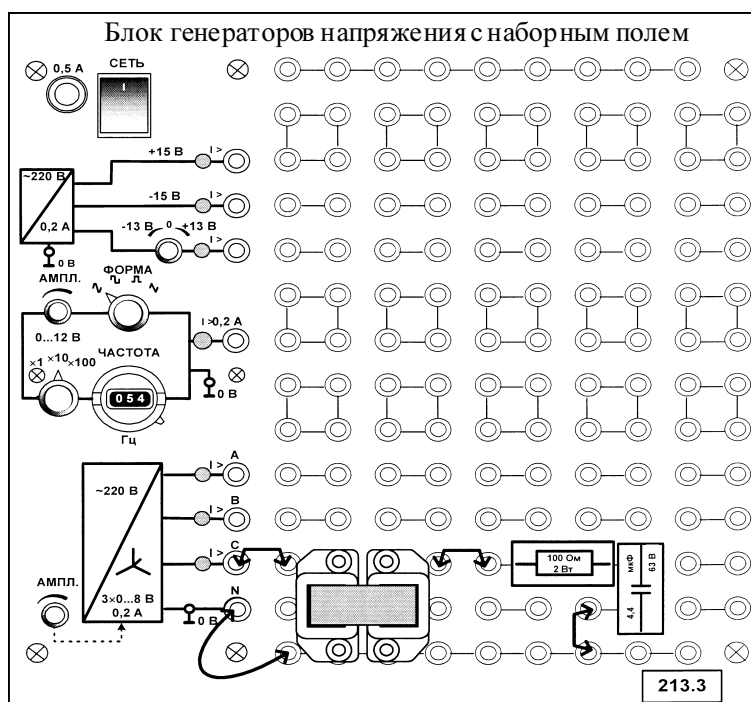 Блок генераторов напряжения с наборным полем
0,5 А
СЕТЬ
I
+15 В
I >
~220 В
-15 В
I >
0,2 А
-13 В
0
+13 В
I >
0 В
ФОРМА
АМПЛ.
0...12 В
I >0,2 А
×1
×10
×100
ЧАСТОТА
0 5 4
0 В
Гц
A
I >
~220 В
B
I >
C
I >
АМПЛ.
3×0...8 В
0,2 А
N
0 В
100 Ом
2 Вт
4,4
мкФ
63 В
213.3